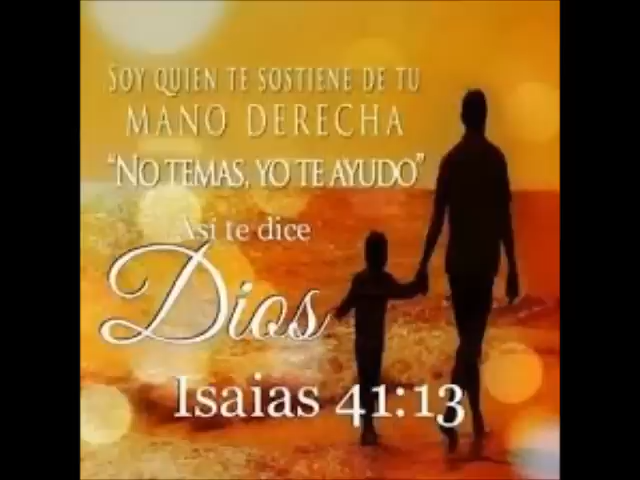 SOY QUIEN TE SOSTIENE DE TU
MANO DERECHA
“NO TEMAS, YO TE AYUDO”
Así te dice
Dios
Isaias 41:13